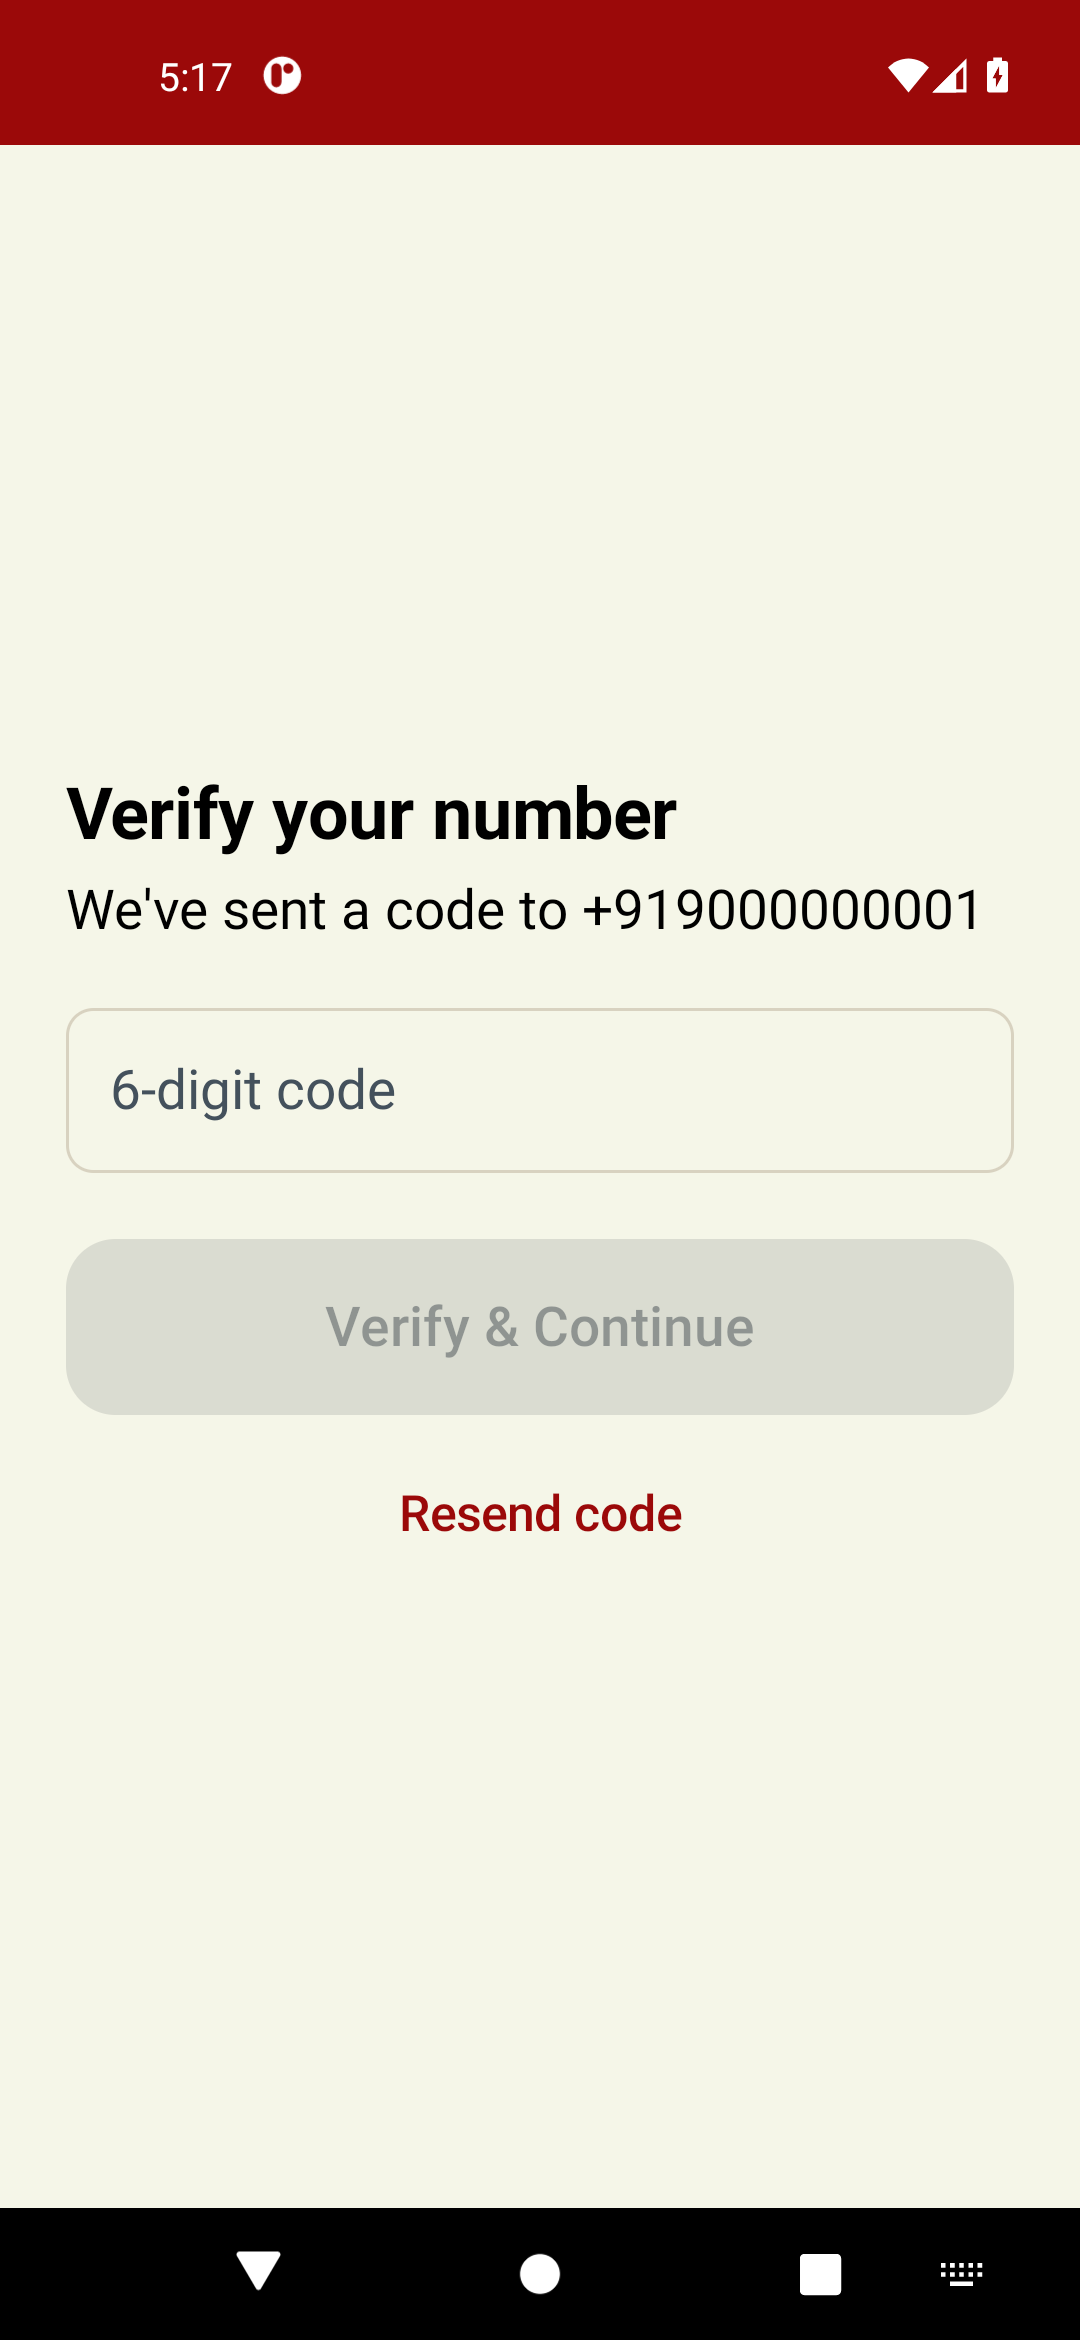 5:17
Verify your number
We've sent a code to +919000000001
6-digit code
Verify & Continue
Resend code